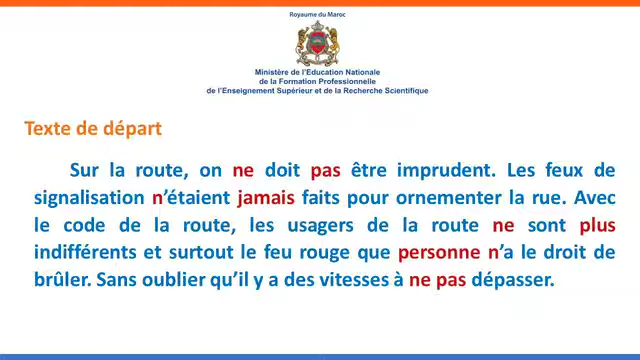 Royaume du Maroc
Ministère de l'Education Nationale
de la Formation Professionnelle
de l'Enseignement Supérieur et de la Recherche Scientifique
Texte de départ
Sur la route, on ne doit pas être imprudent. Les feux de
signalisation n'étaient jamais faits pour ornementer la rue. Avec
le code de la route, les usagers de la route ne sont plus
indifférents et surtout le feu rouge que personne n'a le droit de
brûler. Sans oublier qu'il y a des vitesses à ne pas dépasser.